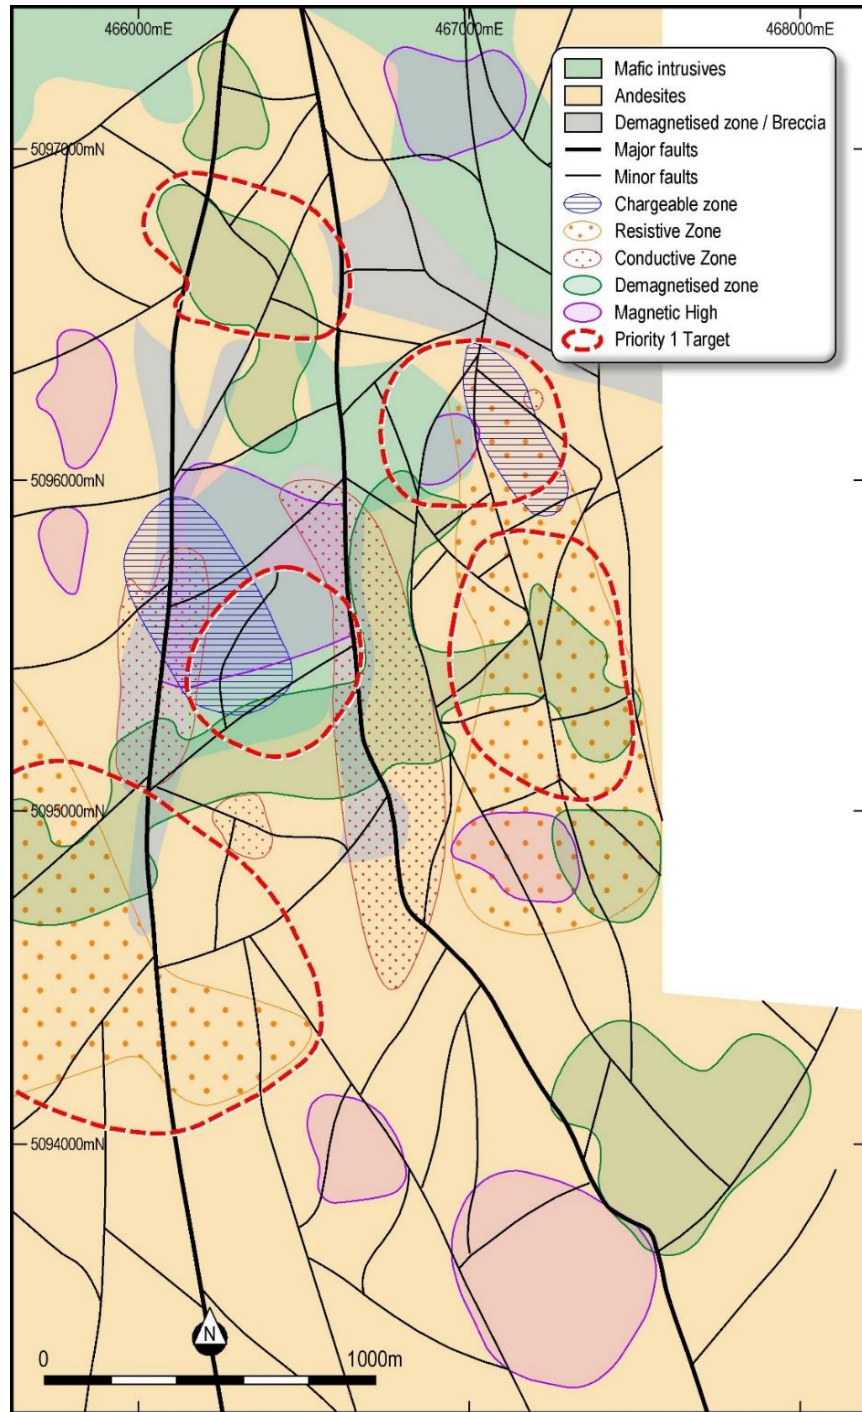 466000mE
467000mE
468000mE
Mafic intrusives
Andesites
Demagnetised zone / Breccia
Major faults
Minor faults
Chargeable zone
Resistive Zone
Conductive Zone
Demagnetised zone
Magnetic High
Priority 1 Target
5097000mN
5096000mN
5095000mN
5094000mN
N
0
1000m